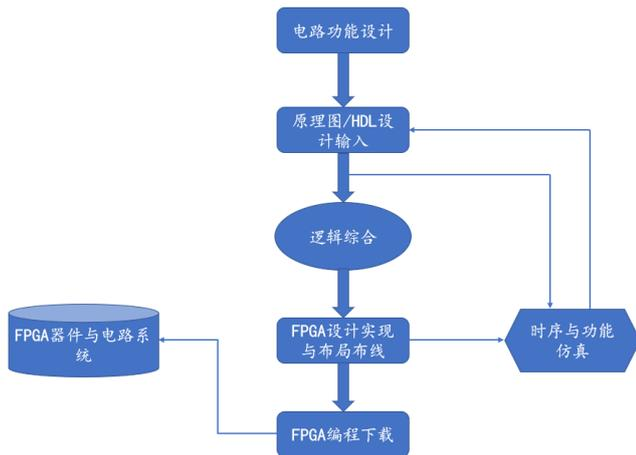 电路功能设计
原理图/HDL设
计输入
逻辑综合
FPGA器件与电路系
统
FPGA设计实现
与布局布线
时序与功能
仿真
FPGA编程下载